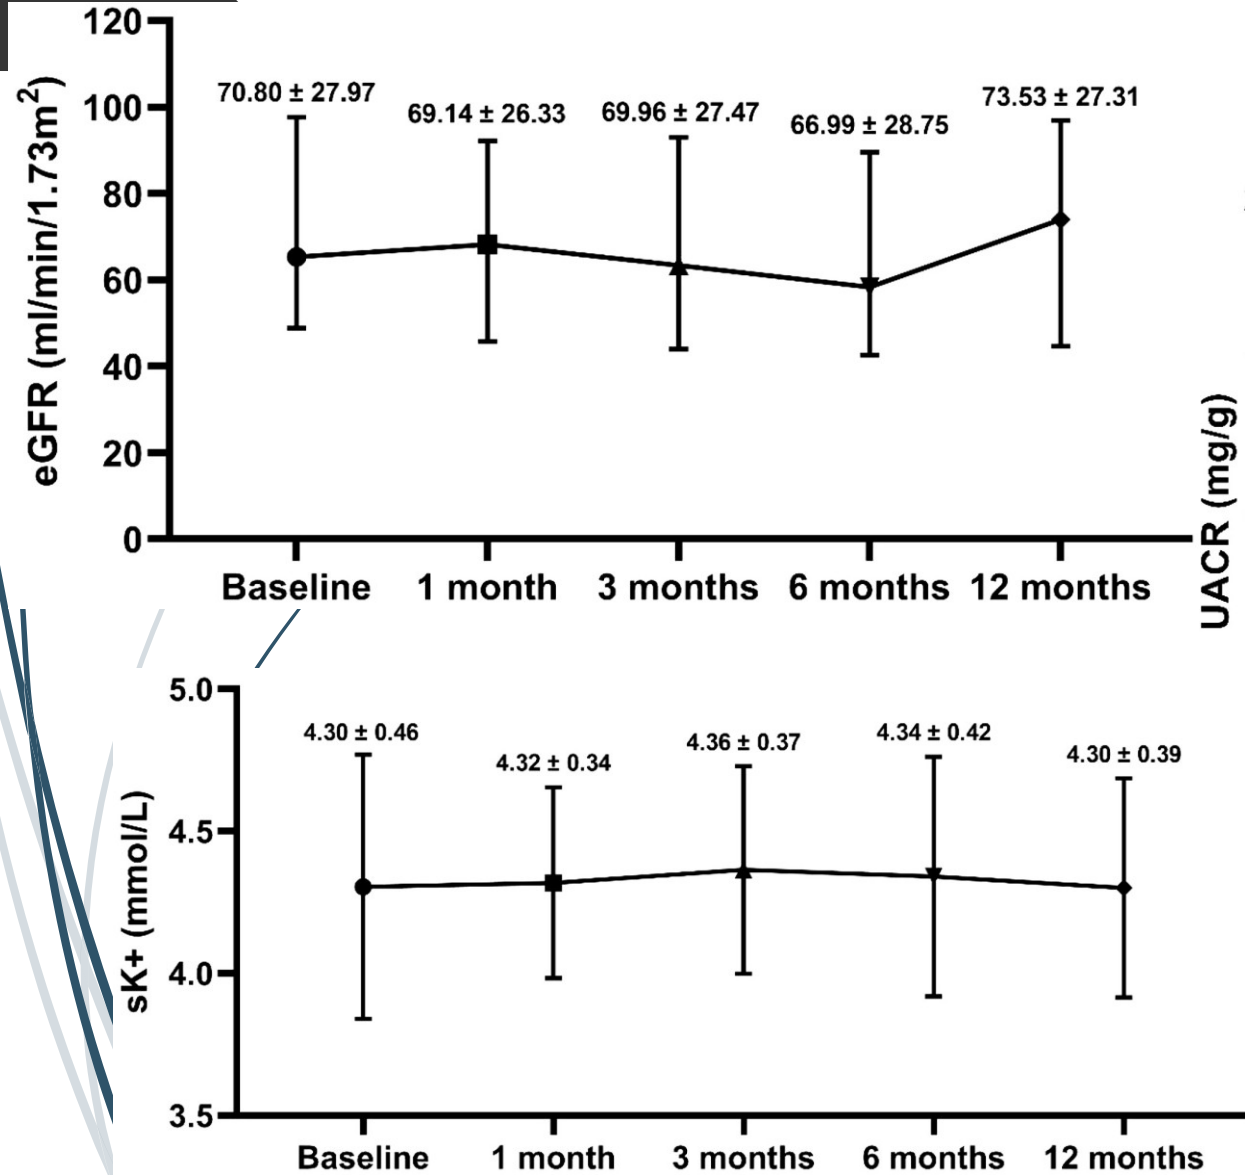 120
100
80
60
40
20
0
eGFR (ml/min/1.73m²)
70.80 ± 27.97
69.14 ± 26.33
69.96 ± 27.47
66.99 ± 28.75
73.53 ± 27.31
Baseline 1 month 3 months 6 months 12 months
UACR (mg/g)
5.0
4.5
4.0
3.5
sK+ (mmol/L)
4.30 ± 0.46
4.32 ± 0.34
4.36 ± 0.37
4.34 ± 0.42
4.30 ± 0.39
Baseline 1 month 3 months 6 months 12 months